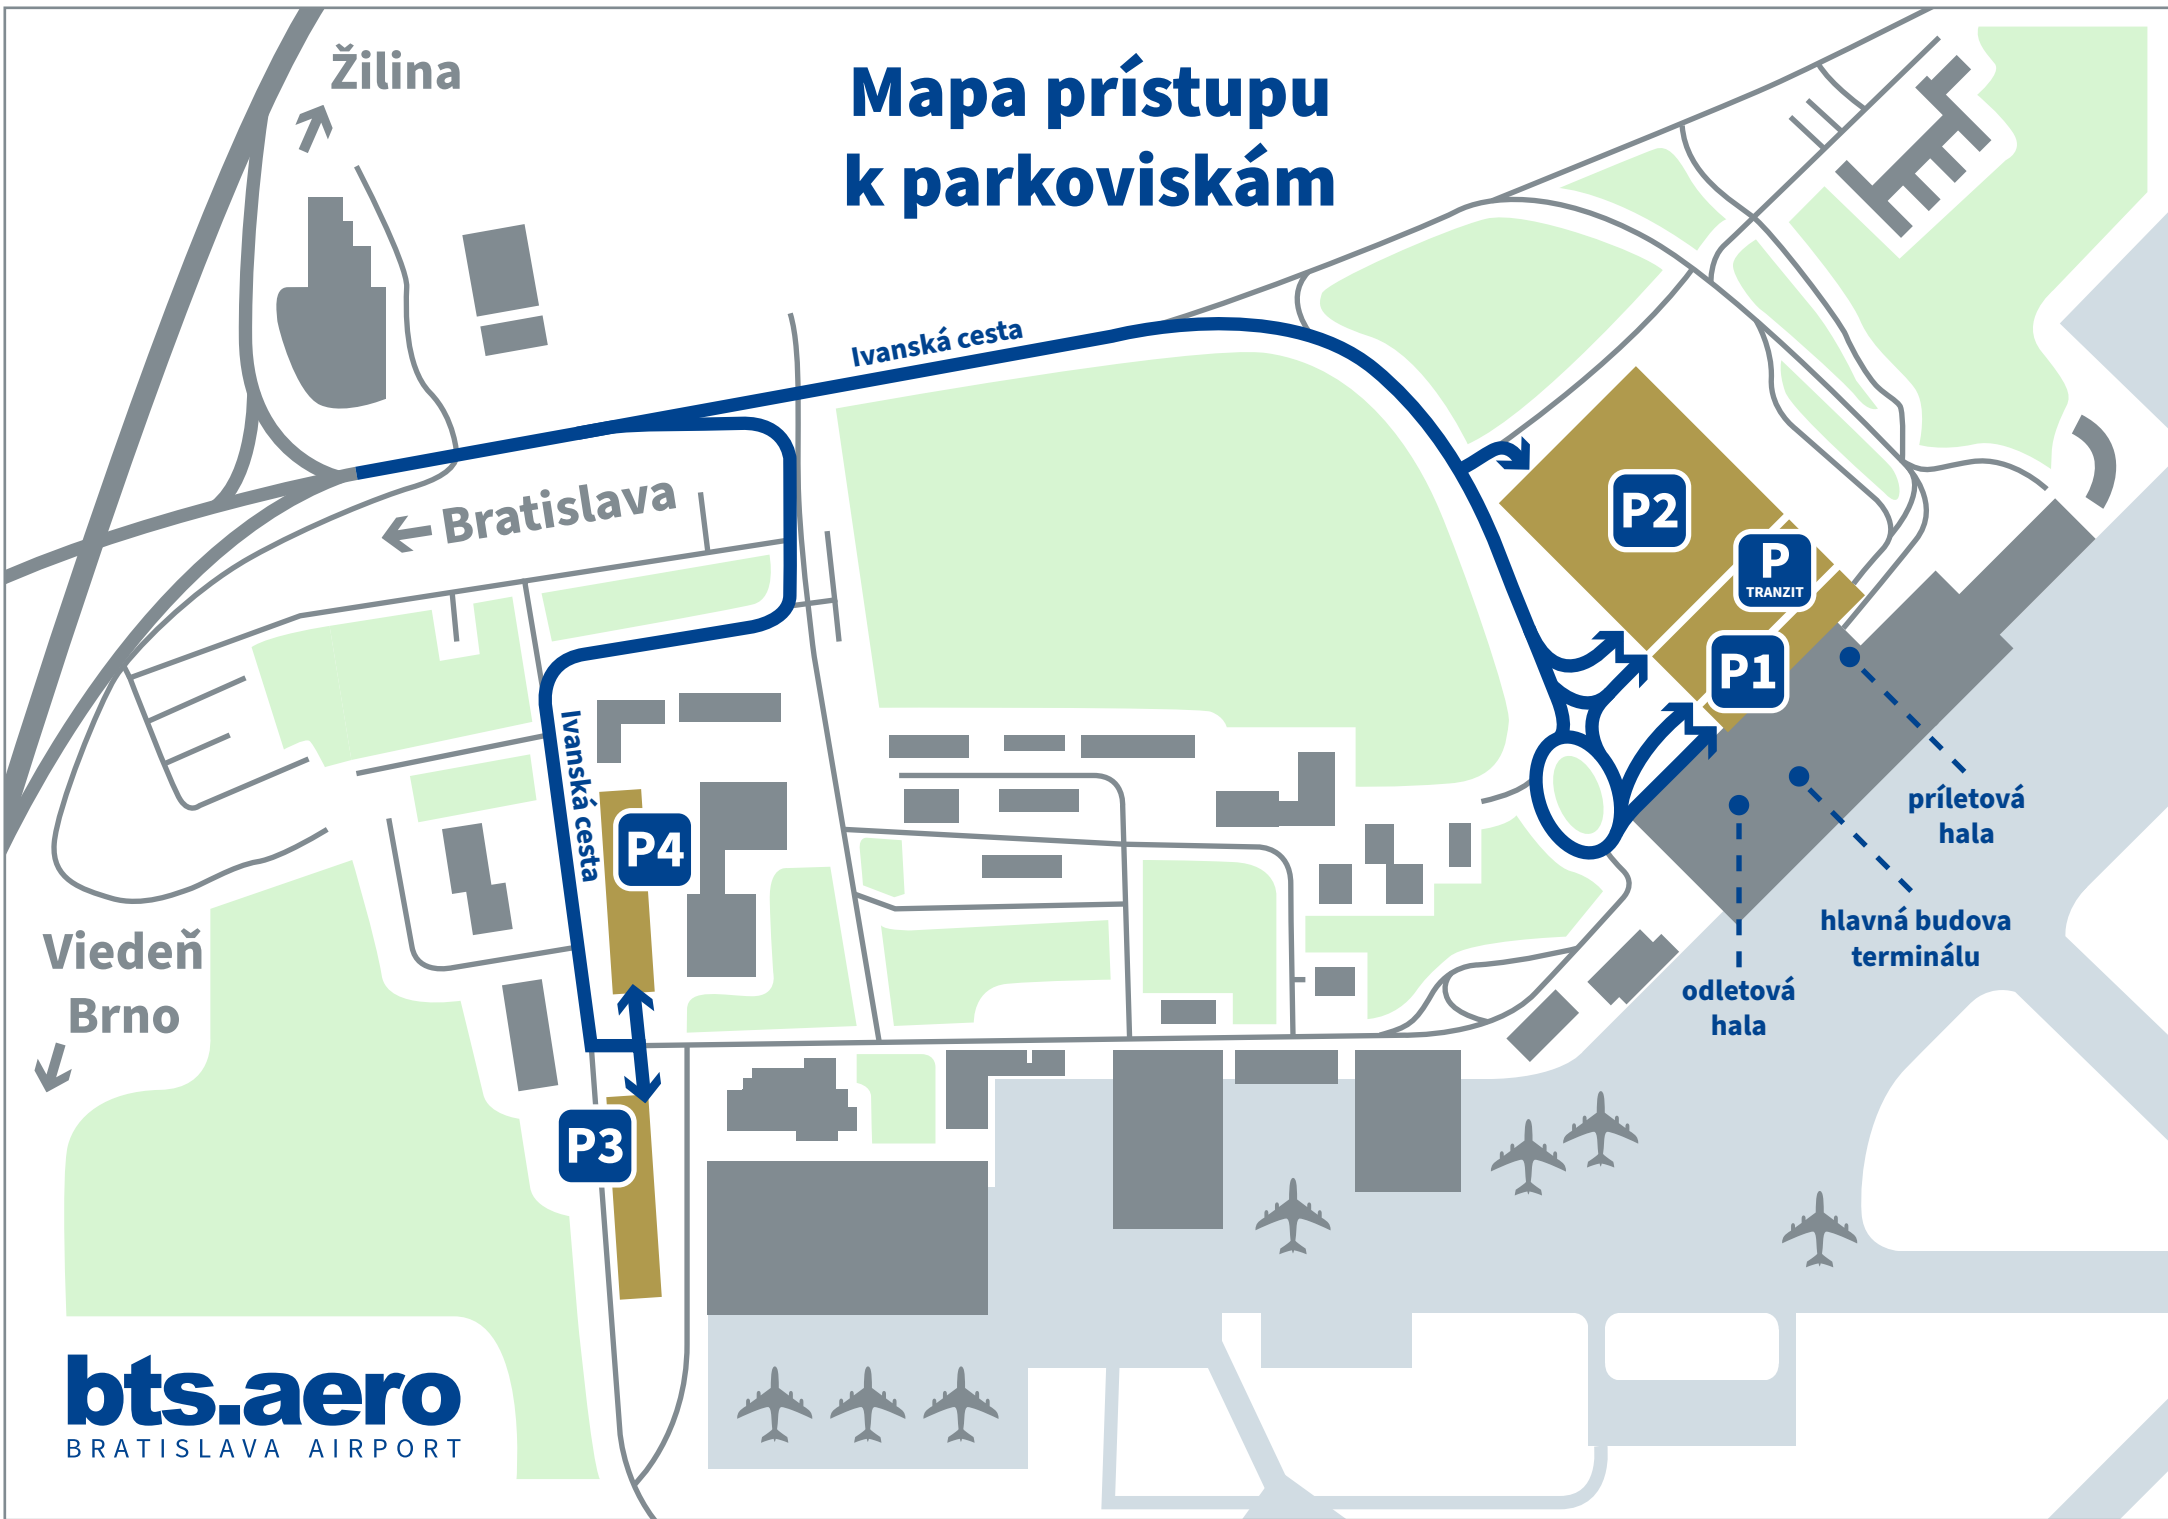 Mapa prístupu
k parkoviskám
Žilina
Ivanská cesta
Bratislava
P2
P
TRANZIT
P1
Ivanská cesta
P4
príletová
hala
hlavná budova
terminálu
odletová
hala
Viedeň
Brno
P3
bts.aero
BRATISLAVA AIRPORT